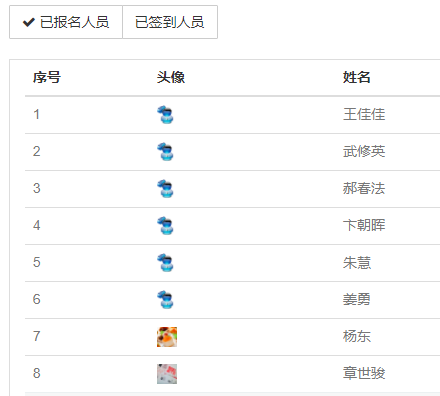 已报名人员 已签到人员
序号 头像 姓名
1 王佳佳
2 武修英
3 郝春法
4 卞朝晖
5 朱慧
6 姜勇
7 杨东
8 章世骏